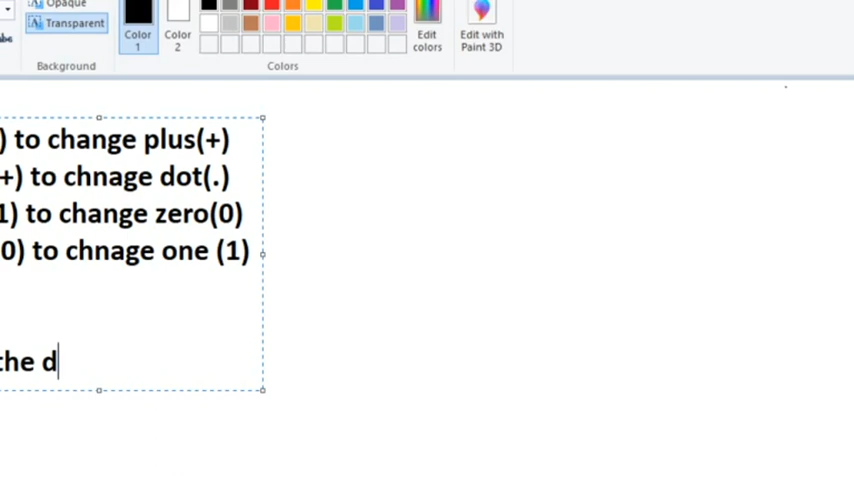 Opaque
Transparent
Background
Color
1
Color
2
Colors
Edit
colors
Edit with
Paint 3D
) to change plus(+)
+) to chnage dot(.)
1) to change zero(0)
0) to chnage one (1)
the d